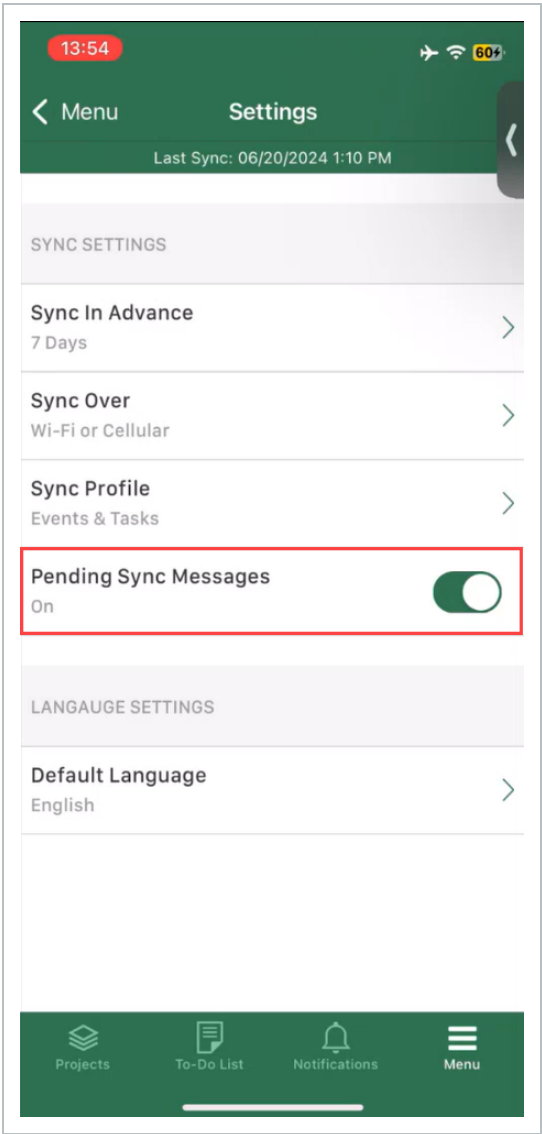 13:54
60
Menu
Settings
Last Sync: 06/20/2024 1:10 PM
SYNC SETTINGS
Sync In Advance
7 Days
Sync Over
Wi-Fi or Cellular
Sync Profile
Events & Tasks
Pending Sync Messages
On
LANGAUGE SETTINGS
Default Language
English
Projects
To-Do List
Notifications
Menu